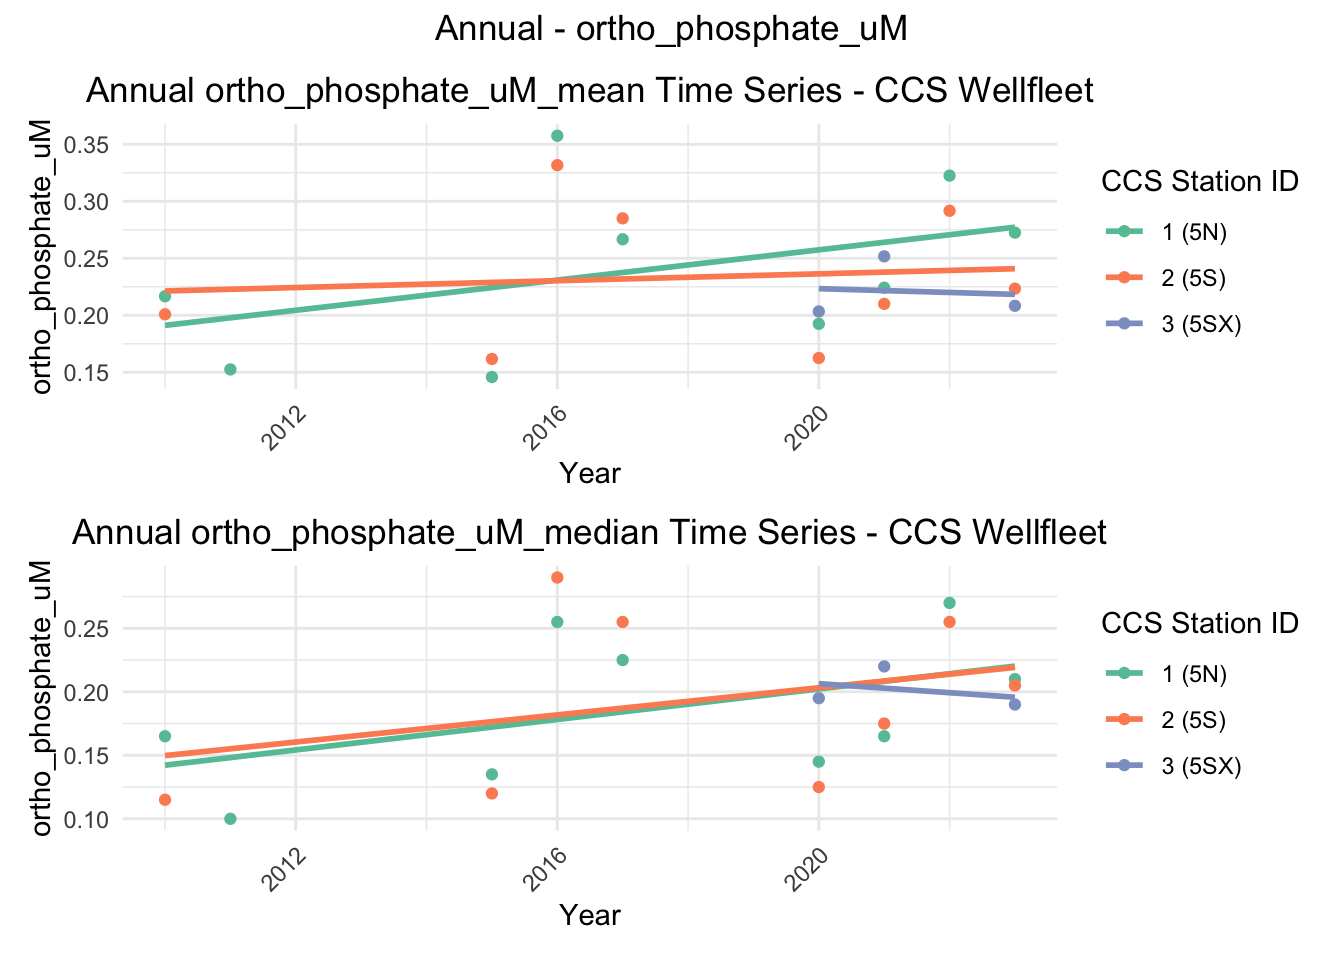 Annual - ortho_phosphate_uM
Annual ortho_phosphate_uM_mean Time Series - CCS Wellfleet
ortho_phosphate_uM
0.35
0.30
0.25
0.20
0.15
2012
2016
2020
Year
CCS Station ID
1 (5N)
2 (5S)
3 (5SX)
Annual ortho_phosphate_uM_median Time Series - CCS Wellfleet
ortho_phosphate_uM
0.25
0.20
0.15
0.10
2012
2016
2020
Year
CCS Station ID
1 (5N)
2 (5S)
3 (5SX)